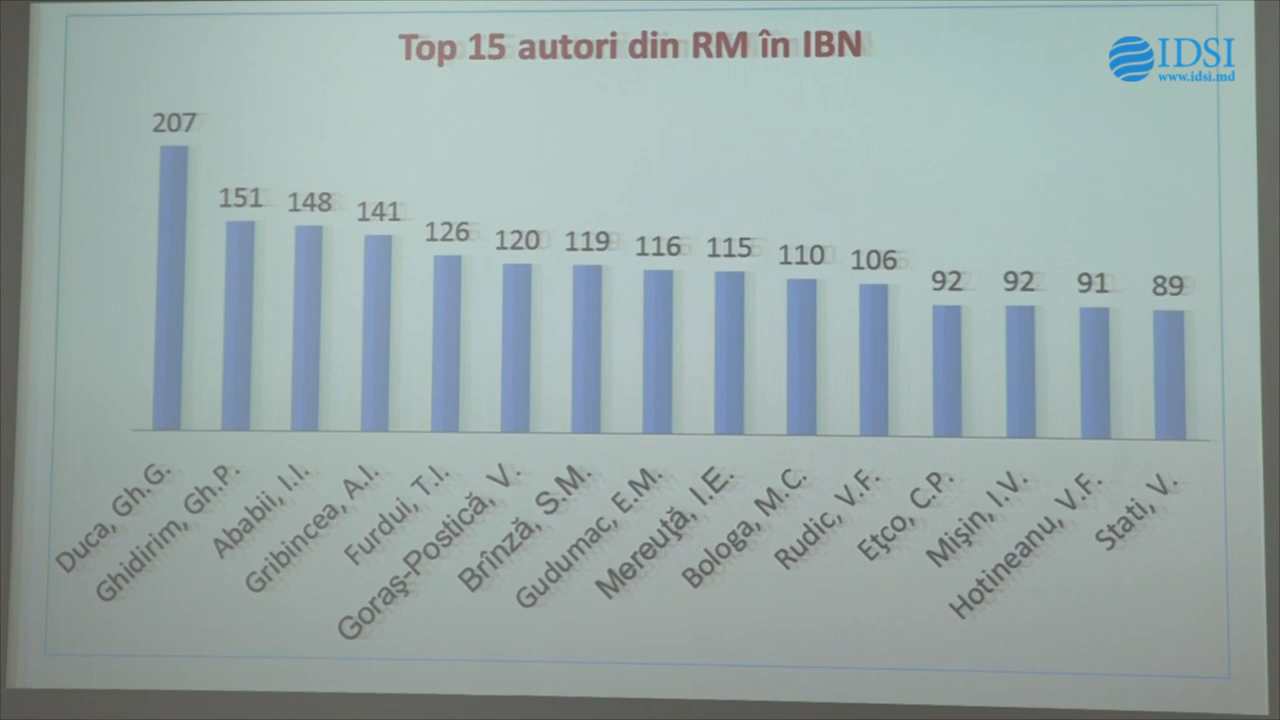 Top 15 autori din RM în IBN
IDSI
www.idsi.md
207
151
148
141
126
120
119
116
115
110
106
92
92
91
89
Duca, Gh.G.
Ghidirim, Gh.P.
Ababii, I.I.
Gribincea, A.I.
Furdui, T.I.
Goraş-Postică, V.
Brînză, S.M.
Gudumac, E.M.
Mereuţă, I.E.
Bologa, M.C.
Rudic, V.F.
Eţco, C.P.
Mişin, I.V.
Hotineanu, V.F.
Stati, V.